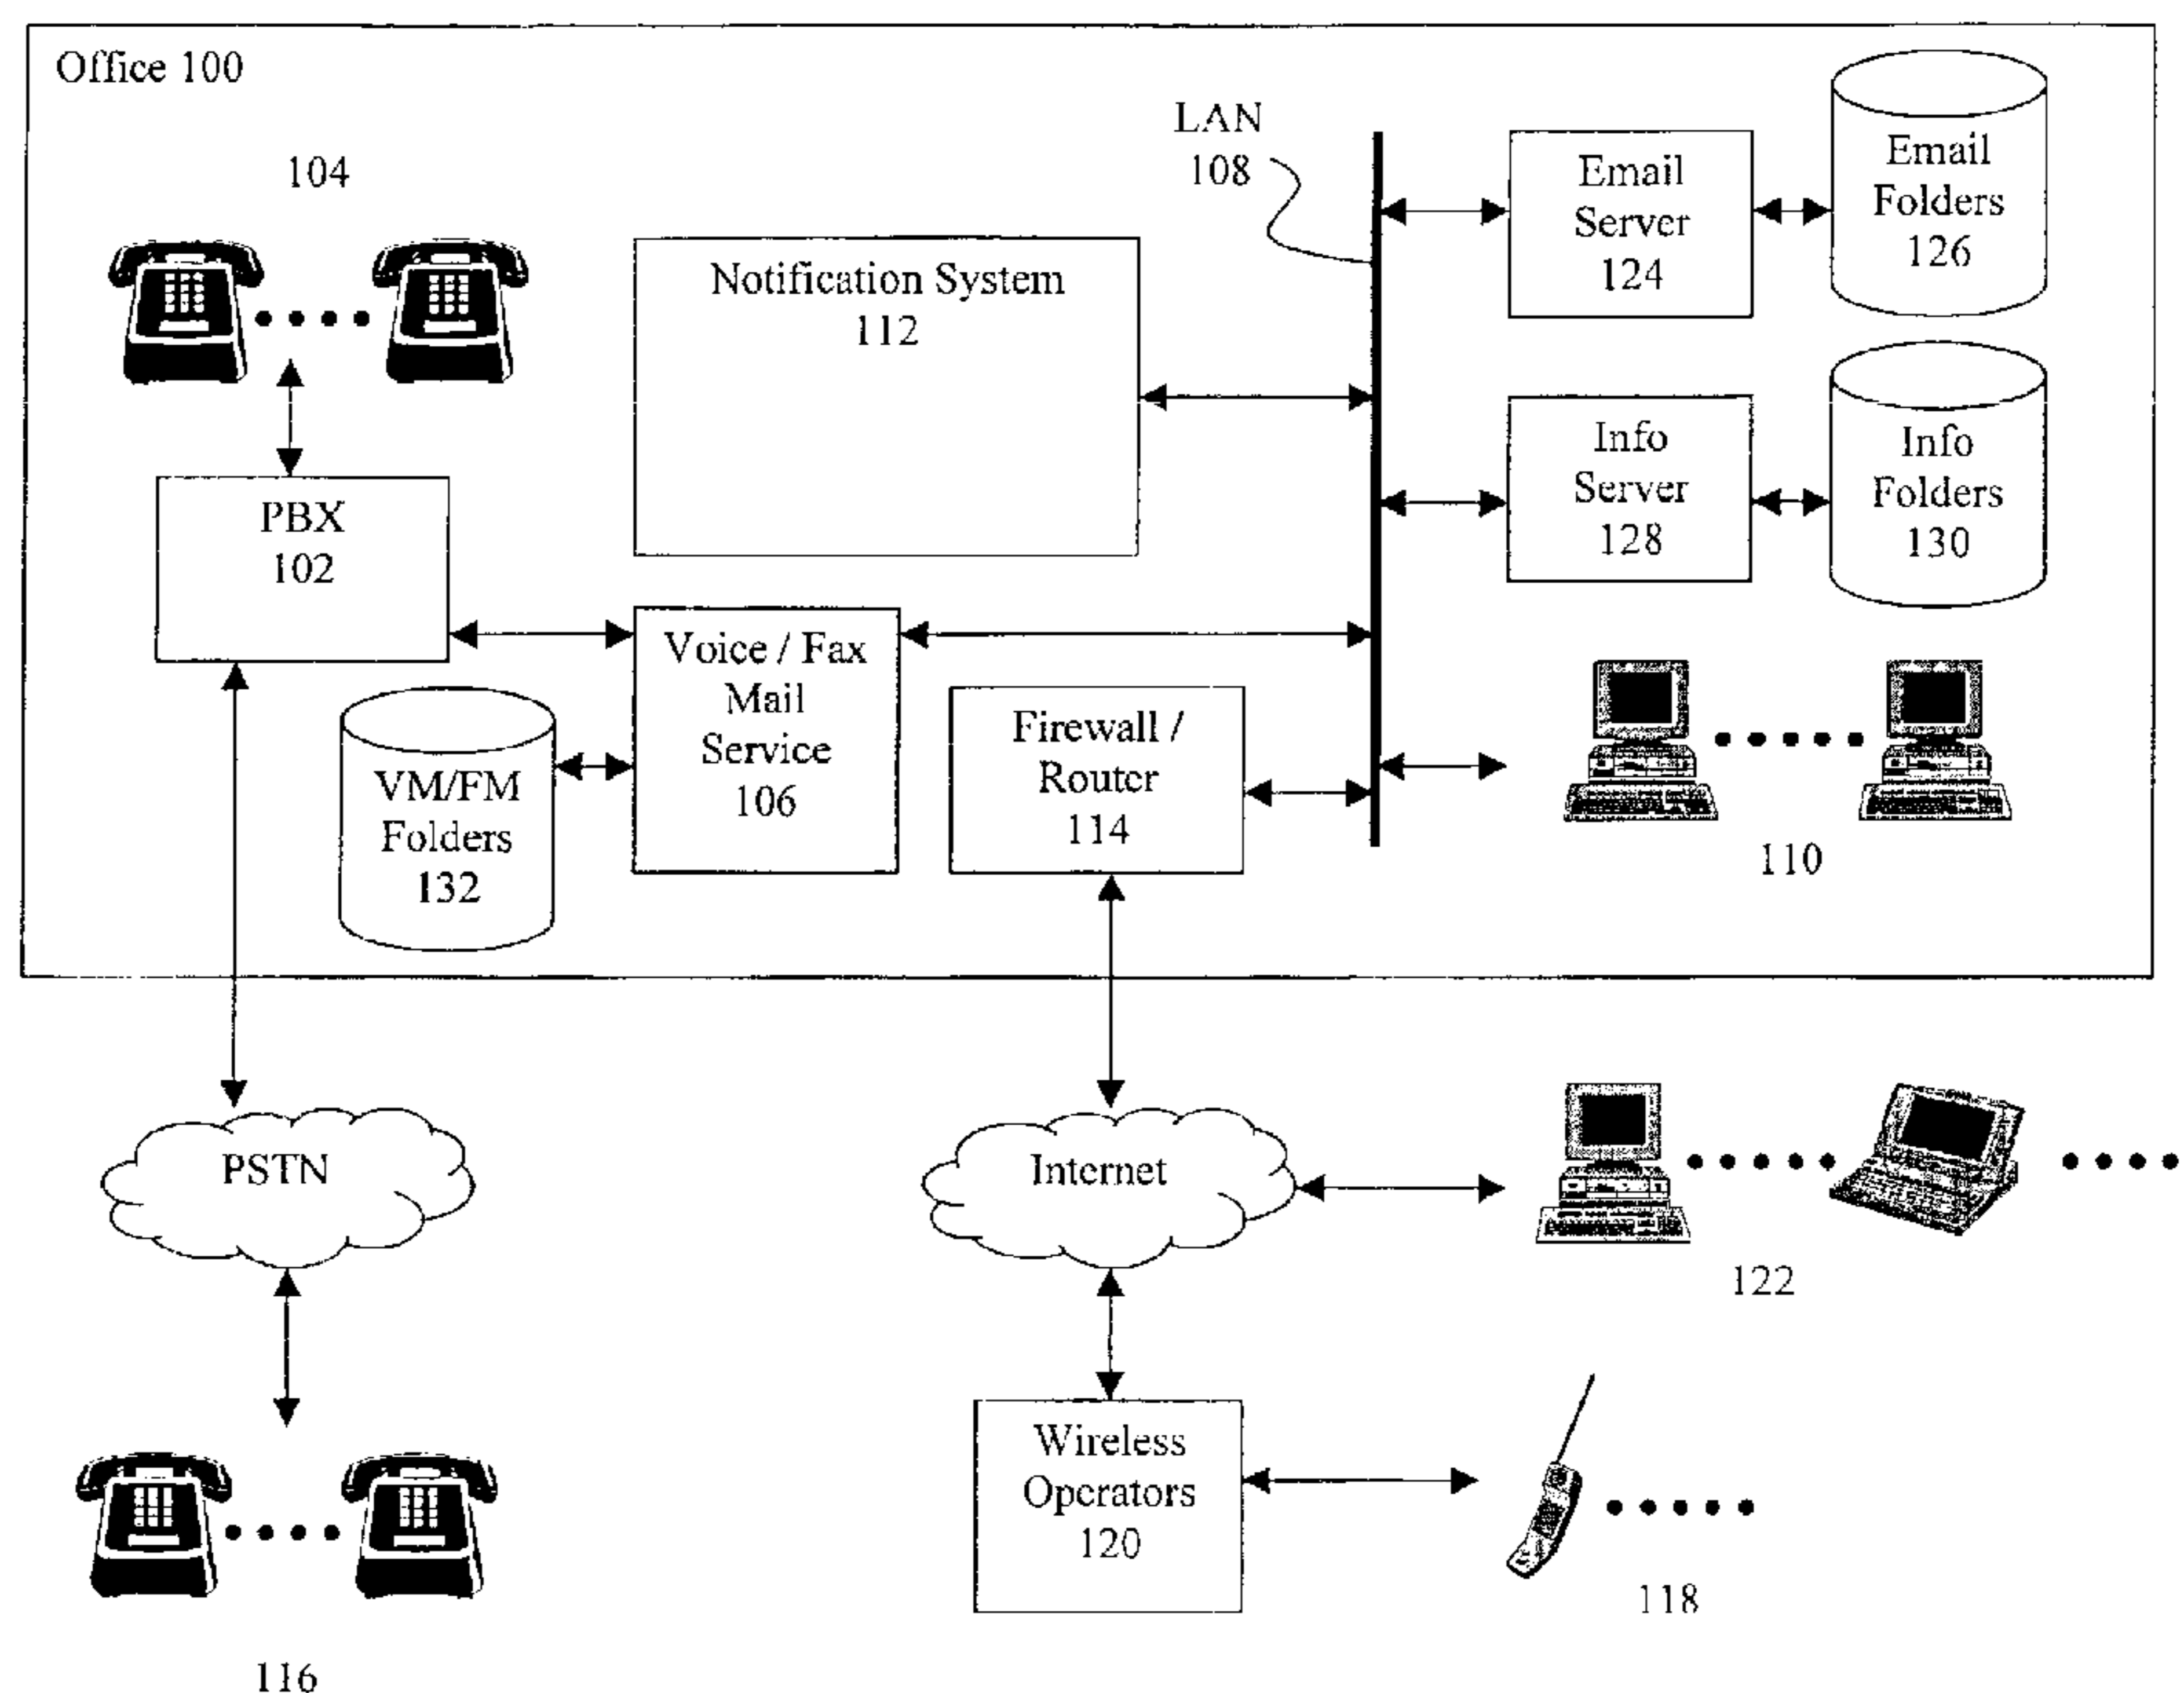 Office 100
104
LAN
108
Email
Server
124
Email
Folders
126
Notification System
112
PBX
102
Info
Server
128
Info
Folders
130
Voice / Fax
Mail
Service
106
VM/FM
Folders
132
Firewall /
Router
114
110
PSTN
Internet
122
Wireless
Operators
120
118
116